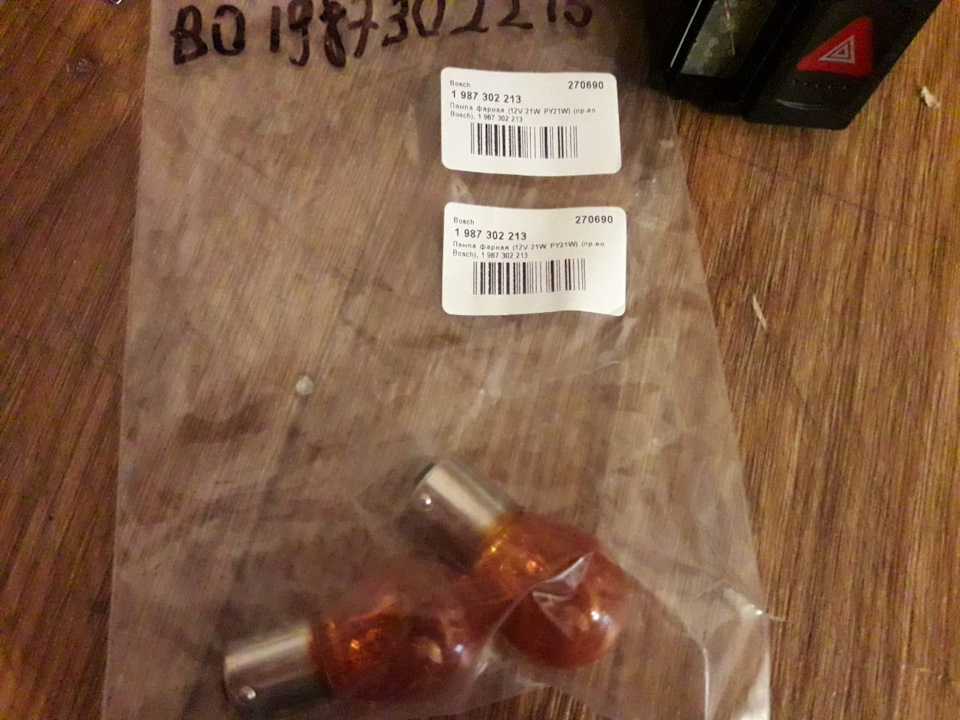 BO 1987302213
Bosch 270690
1 987 302 213
Лампа фарная (12V 21W PY21W) (пр-во
Bosch), 1 987 302 213
Bosch 270690
1 987 302 213
Лампа фарная (12V 21W PY21W) (пр-во
Bosch), 1 987 302 213